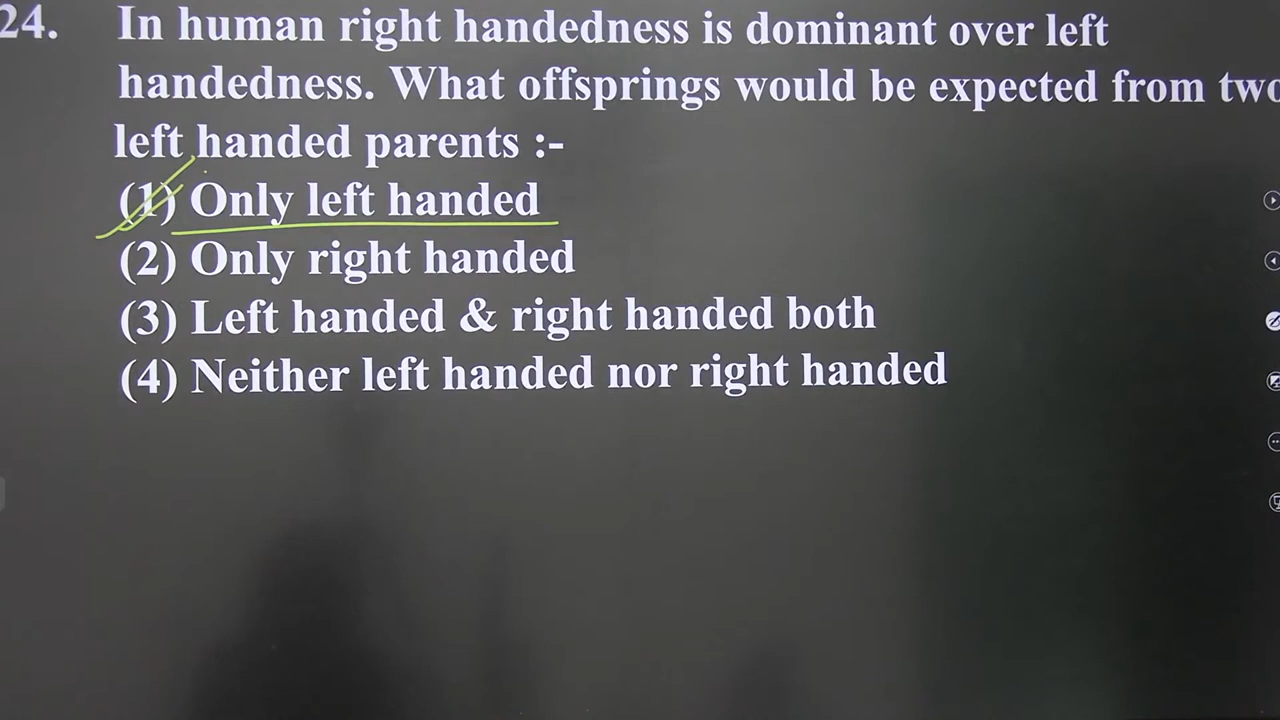 24. In human right handedness is dominant over left
handedness. What offsprings would be expected from two
left handed parents :-
(1) Only left handed
(2) Only right handed
(3) Left handed & right handed both
(4) Neither left handed nor right handed